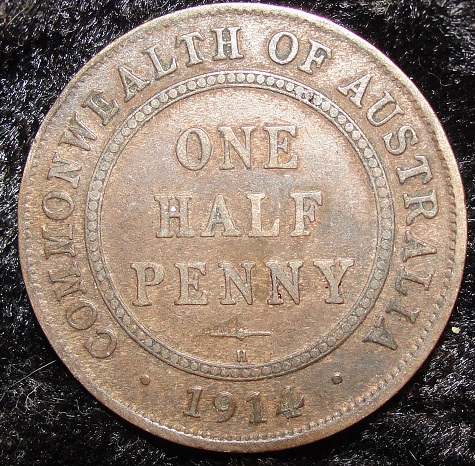 COMMONWEALTH OF AUSTRALIA
ONE
HALF
PENNY
H
· 1914 ·